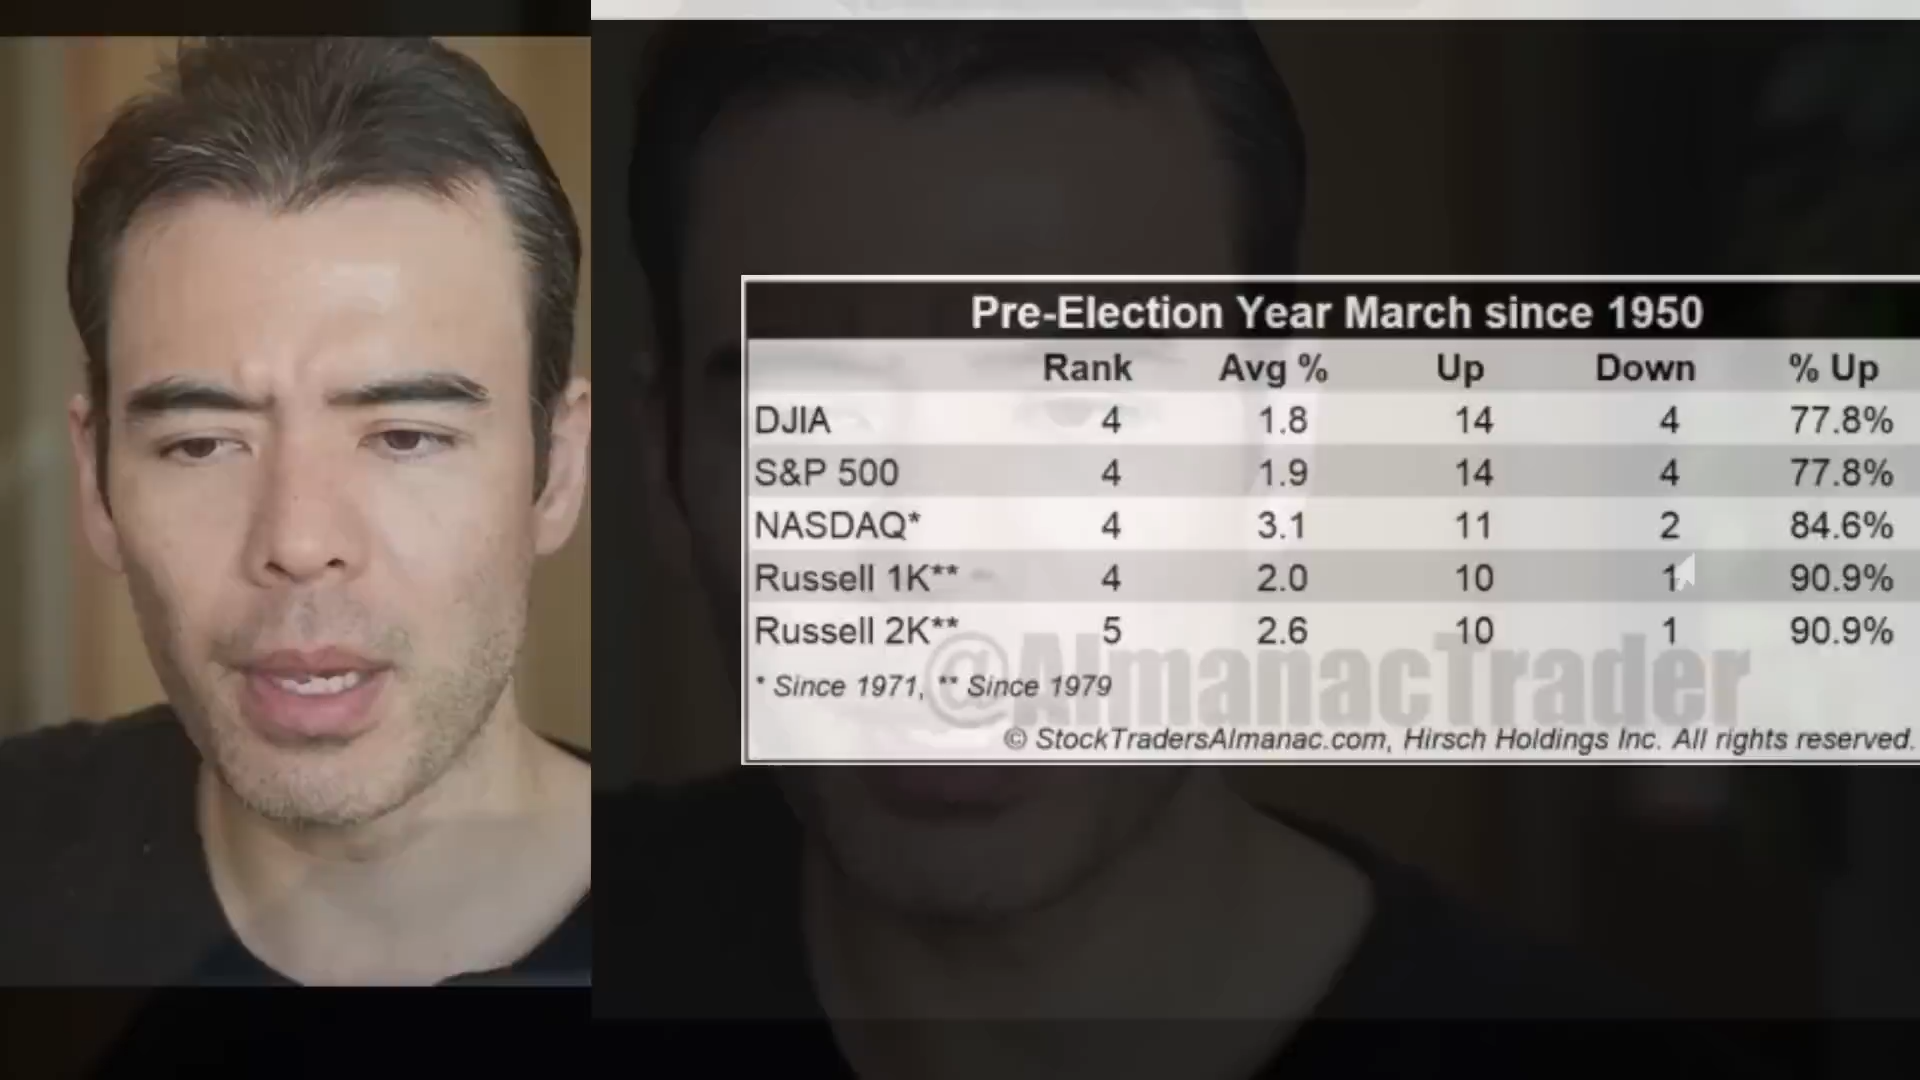 Pre-Election Year March since 1950
Rank Avg % Up Down % Up
DJIA 4 1.8 14 4 77.8%
S&P 500 4 1.9 14 4 77.8%
NASDAQ* 4 3.1 11 2 84.6%
Russell 1K** 4 2.0 10 1 90.9%
Russell 2K** 5 2.6 10 1 90.9%
@AlmanacTrader
* Since 1971, ** Since 1979
© StockTradersAlmanac.com, Hirsch Holdings Inc. All rights reserved.